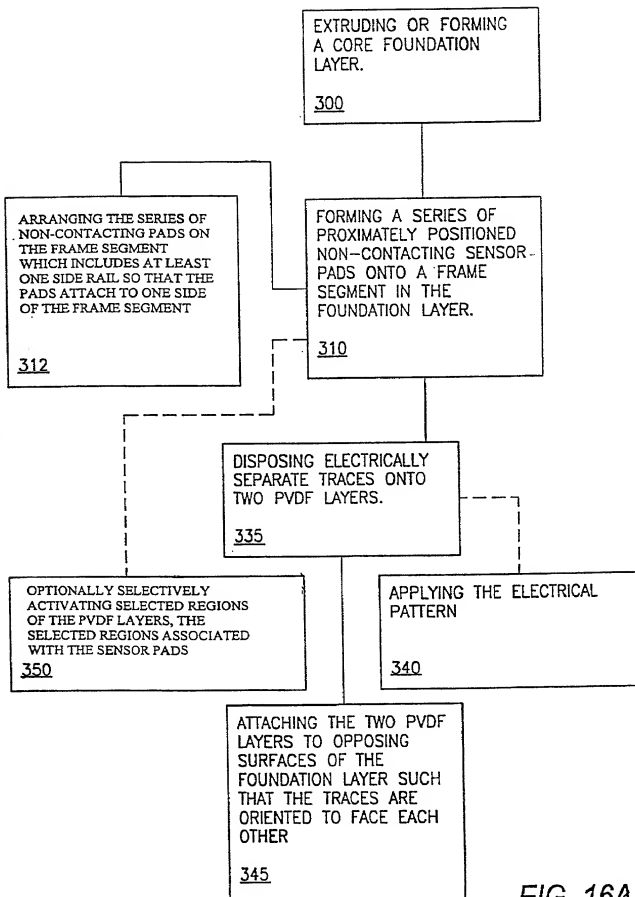 EXTRUDING OR FORMING
A CORE FOUNDATION
LAYER.
300
ARRANGING THE SERIES OF
NON-CONTACTING PADS ON
THE FRAME SEGMENT
WHICH INCLUDES AT LEAST
ONE SIDE RAIL SO THAT THE
PADS ATTACH TO ONE SIDE
OF THE FRAME SEGMENT
312
FORMING A SERIES OF
PROXIMATELY POSITIONED
NON-CONTACTING SENSOR
PADS ONTO A FRAME
SEGMENT IN THE
FOUNDATION LAYER.
310
DISPOSING ELECTRICALLY
SEPARATE TRACES ONTO
TWO PVDF LAYERS.
335
OPTIONALLY SELECTIVELY
ACTIVATING SELECTED REGIONS
OF THE PVDF LAYERS, THE
SELECTED REGIONS ASSOCIATED
WITH THE SENSOR PADS
350
APPLYING THE ELECTRICAL
PATTERN
340
ATTACHING THE TWO PVDF
LAYERS TO OPPOSING
SURFACES OF THE
FOUNDATION LAYER SUCH
THAT THE TRACES ARE
ORIENTED TO FACE EACH
OTHER
345
FIG. 16A